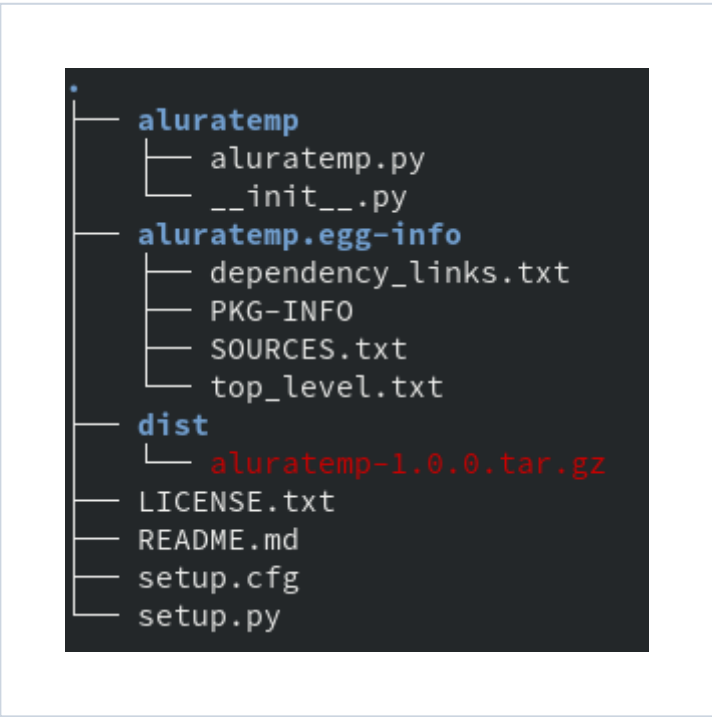 .
├── aluratemp
│   ├── aluratemp.py
│   └── __init__.py
├── aluratemp.egg-info
│   ├── dependency_links.txt
│   ├── PKG-INFO
│   ├── SOURCES.txt
│   └── top_level.txt
├── dist
│   └── aluratemp-1.0.0.tar.gz
├── LICENSE.txt
├── README.md
├── setup.cfg
└── setup.py